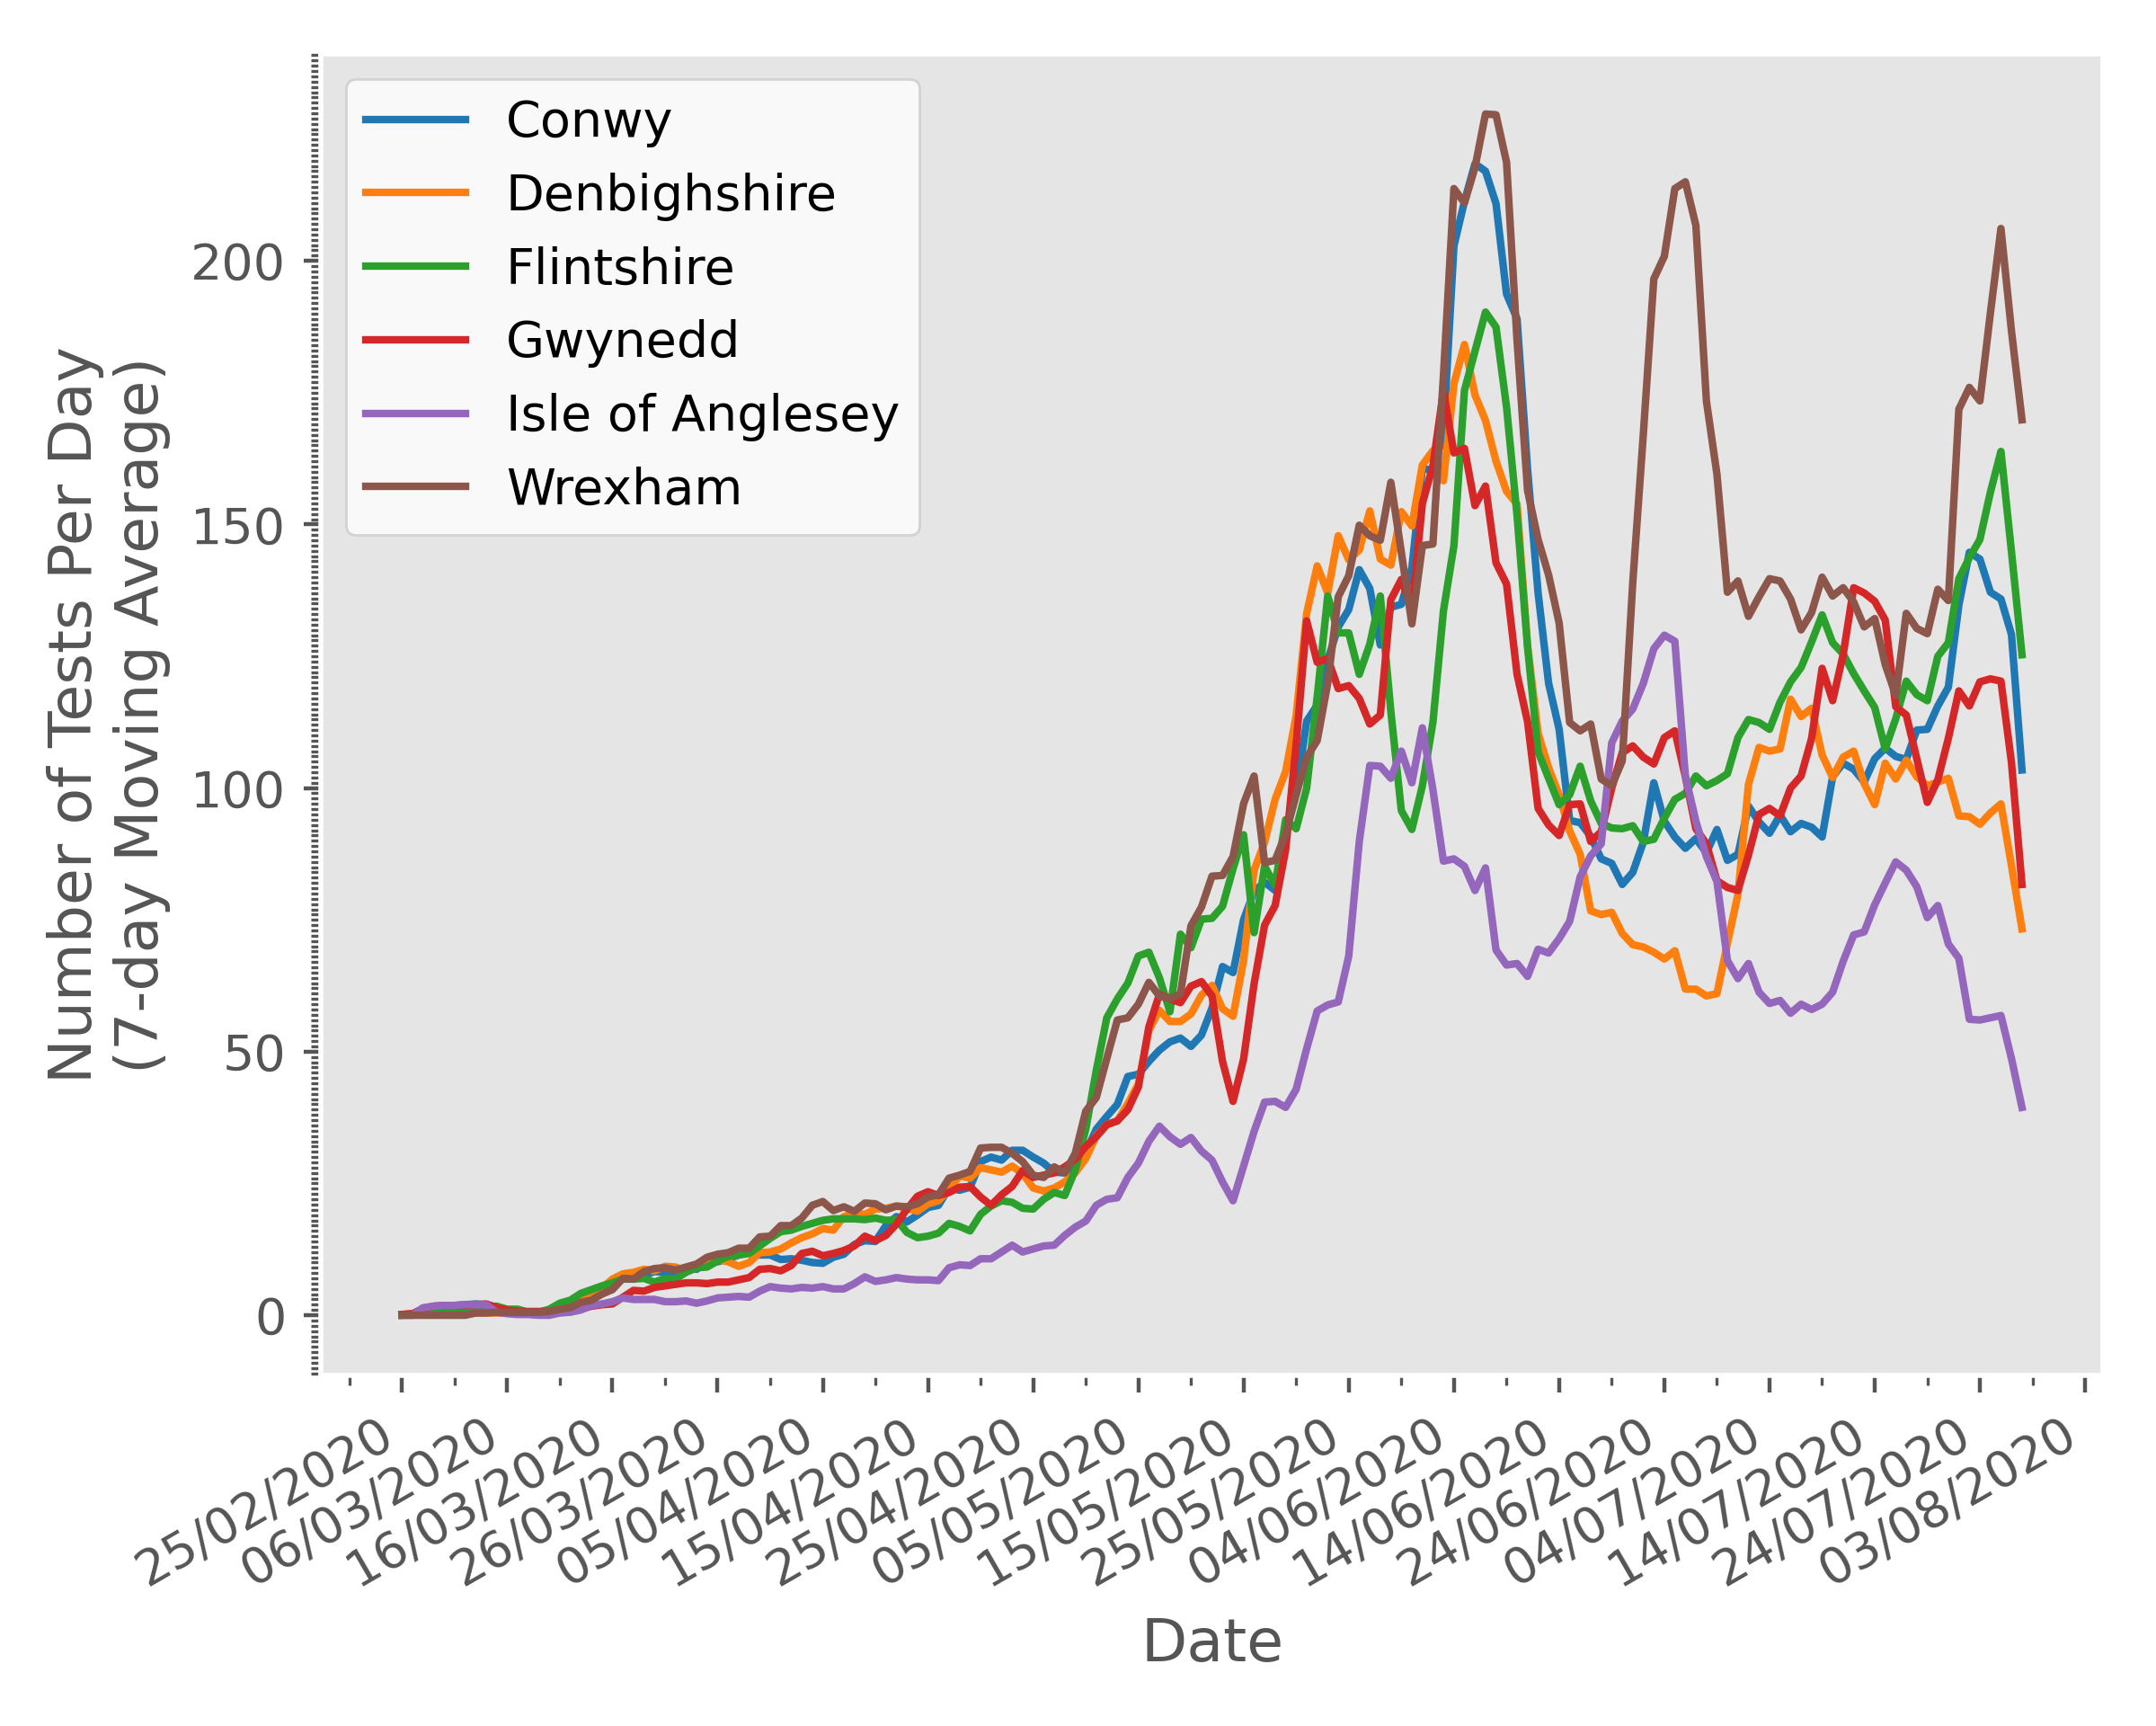 Conwy
Denbighshire
Flintshire
Gwynedd
Isle of Anglesey
Wrexham
Number of Tests Per Day
(7-day Moving Average)
200
150
100
50
0
25/02/2020
06/03/2020
16/03/2020
26/03/2020
05/04/2020
15/04/2020
25/04/2020
05/05/2020
15/05/2020
25/05/2020
04/06/2020
14/06/2020
24/06/2020
04/07/2020
14/07/2020
24/07/2020
03/08/2020
Date